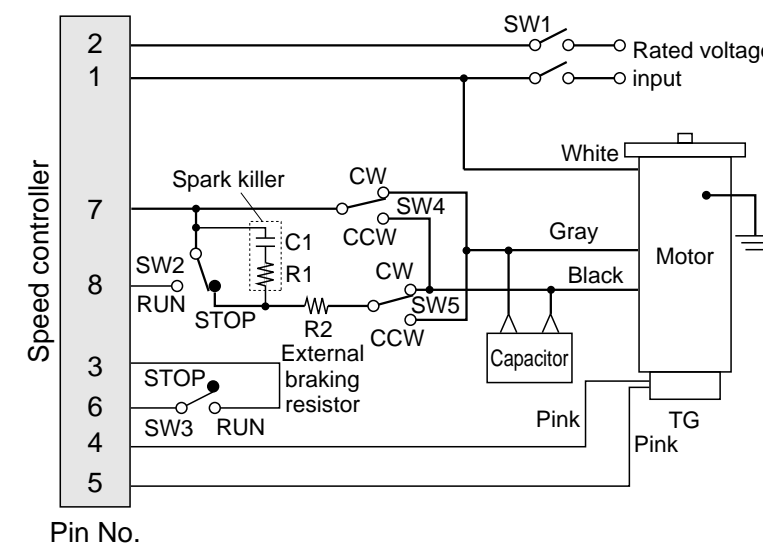 SW1
2
Rated voltage
1
input
White
Spark killer
CW
7
SW4
C1
CCW
Gray
Motor
SW2
8
R1
CW
Black
RUN
SW5
STOP
R2
CCW
External
braking
resistor
Capacitor
3
STOP
6
SW3
RUN
Pink
TG
4
Pink
5
Speed controller
Pin No.